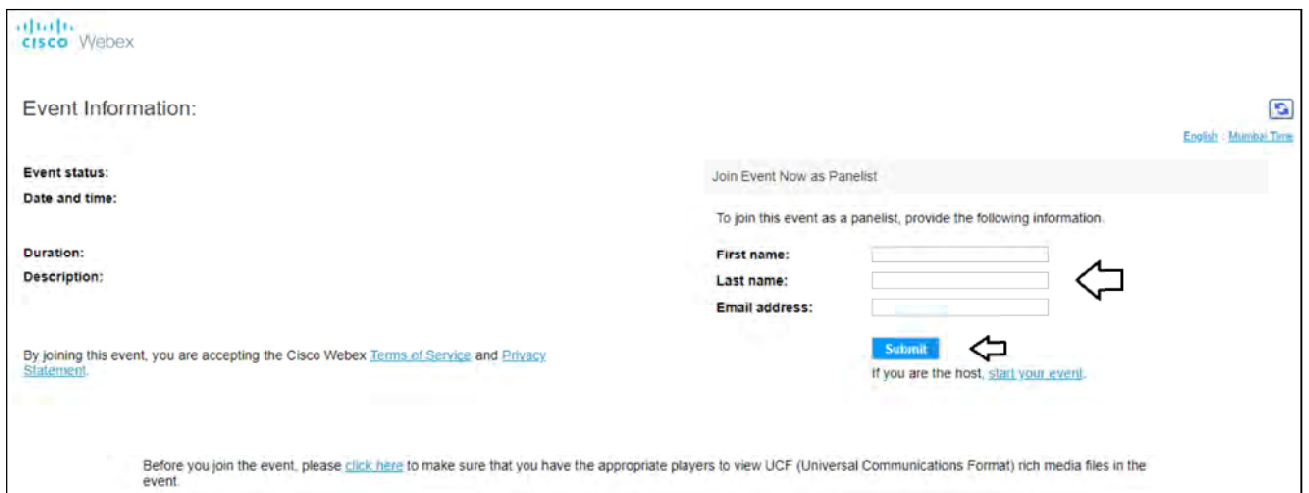 cisco Webex
Event Information:
English : Mumbai Time
Event status:
Date and time:
Duration:
Description:
By joining this event, you are accepting the Cisco Webex Terms of Service and Privacy
Statement.
Join Event Now as Panelist
To join this event as a panelist, provide the following information.
First name:
Last name:
Email address:
Submit
If you are the host, start your event.
Before you join the event, please click here to make sure that you have the appropriate players to view UCF (Universal Communications Format) rich media files in the
event.